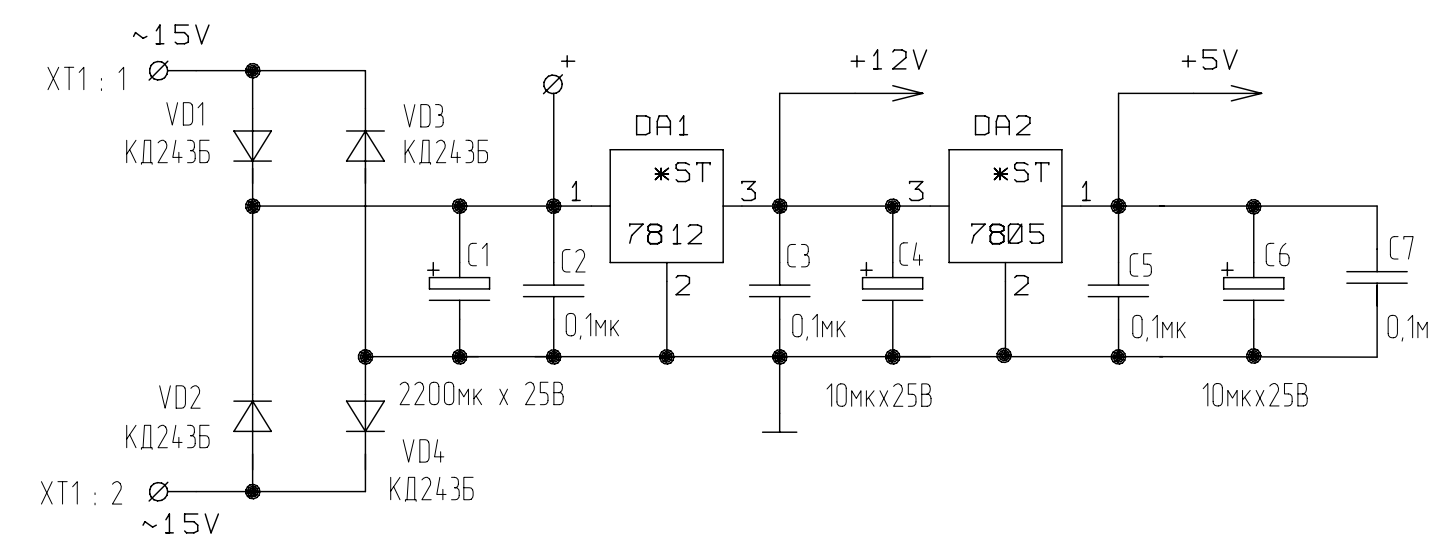 ~15V
XT1 : 1
+
+12V
+5V
VD1
КД243Б
VD3
КД243Б
DA1
DA2
*ST
*ST
1
3
3
1
7812
7805
C1
+
C2
C3
C4
+
C5
C6
+
C7
2
2
0,1мк
0,1мк
0,1мк
0,1м
2200мк x 25В
10мкx25В
10мкx25В
VD2
КД243Б
VD4
КД243Б
XT1 : 2
~15V